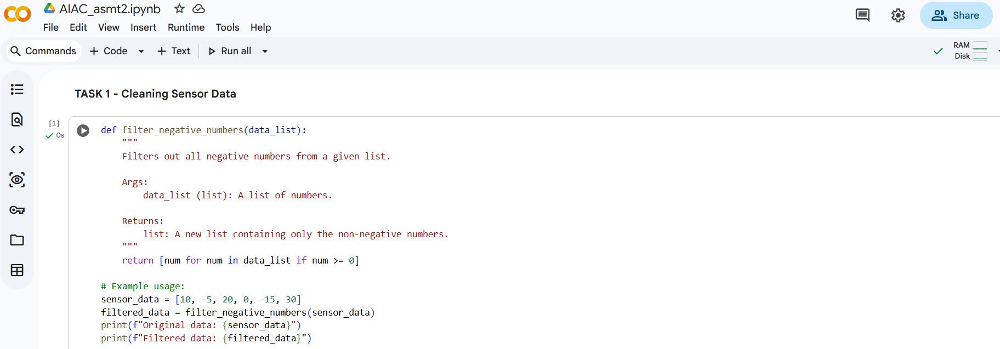 AIAC_asmt2.ipynb
File Edit View Insert Runtime Tools Help
Share
Commands + Code + Text Run all
RAM
Disk
TASK 1 - Cleaning Sensor Data
[1]
0s
def filter_negative_numbers(data_list):
    """
    Filters out all negative numbers from a given list.
    Args:
        data_list (list): A list of numbers.
    Returns:
        list: A new list containing only the non-negative numbers.
    """
    return [num for num in data_list if num >= 0]
# Example usage:
sensor_data = [10, -5, 20, 0, -15, 30]
filtered_data = filter_negative_numbers(sensor_data)
print(f"Original data: {sensor_data}")
print(f"Filtered data: {filtered_data}")